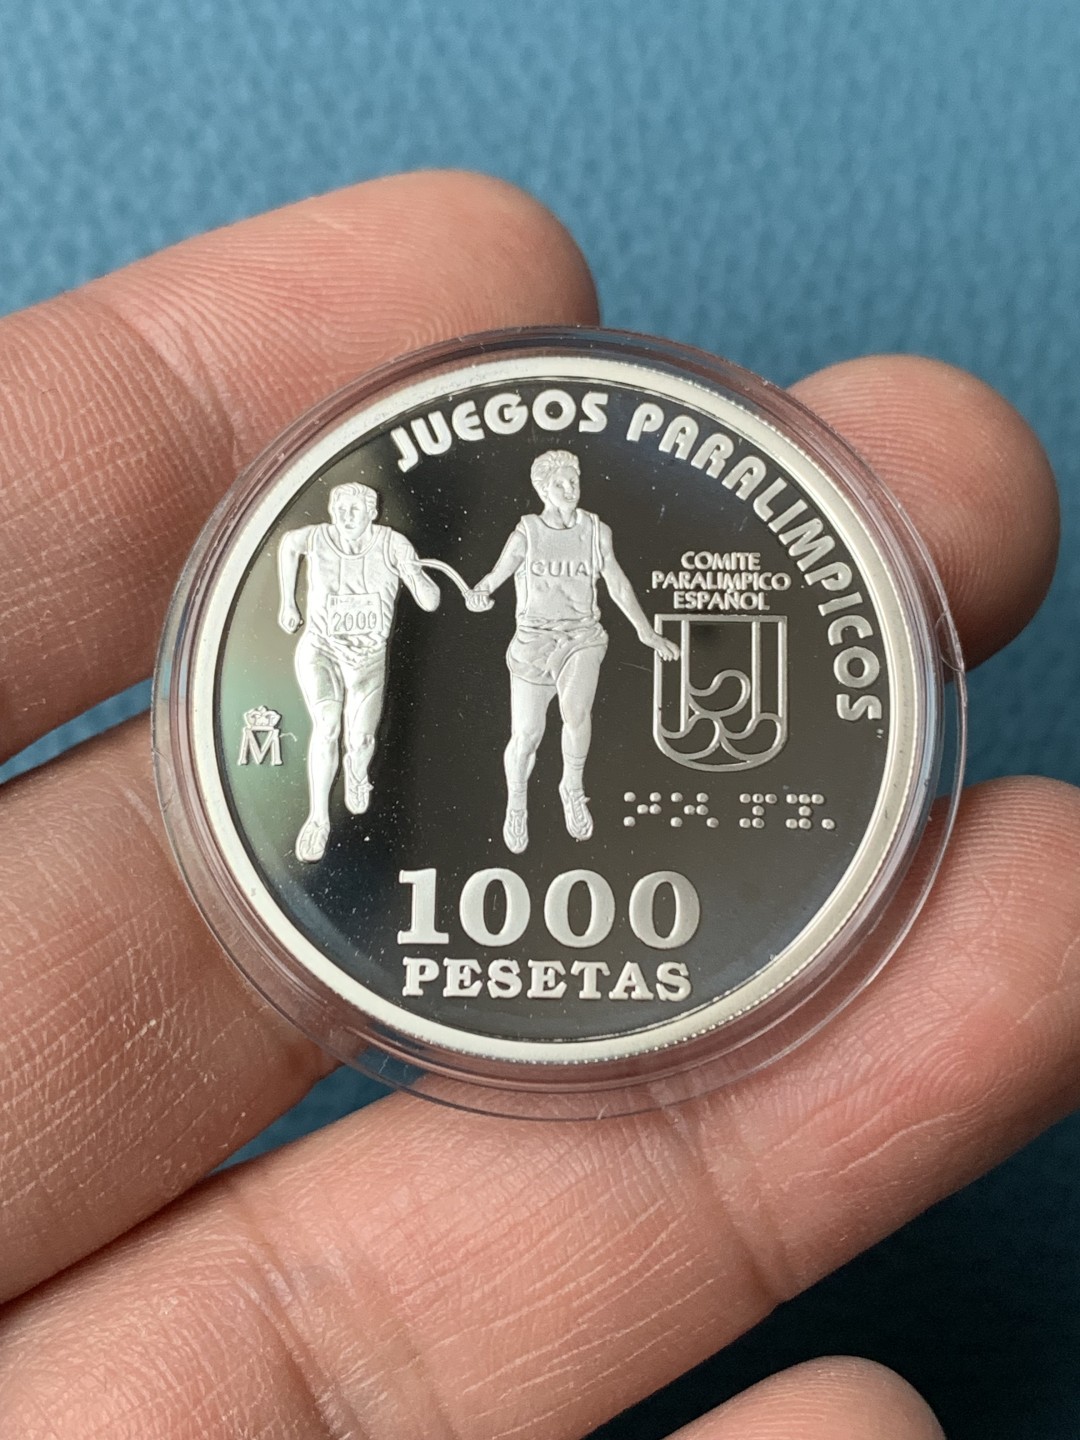 JUEGOS PARALIMPICOS
GUIA
2000
COMITE
PARALIMPICO
ESPAÑOL
M
1000
PESETAS